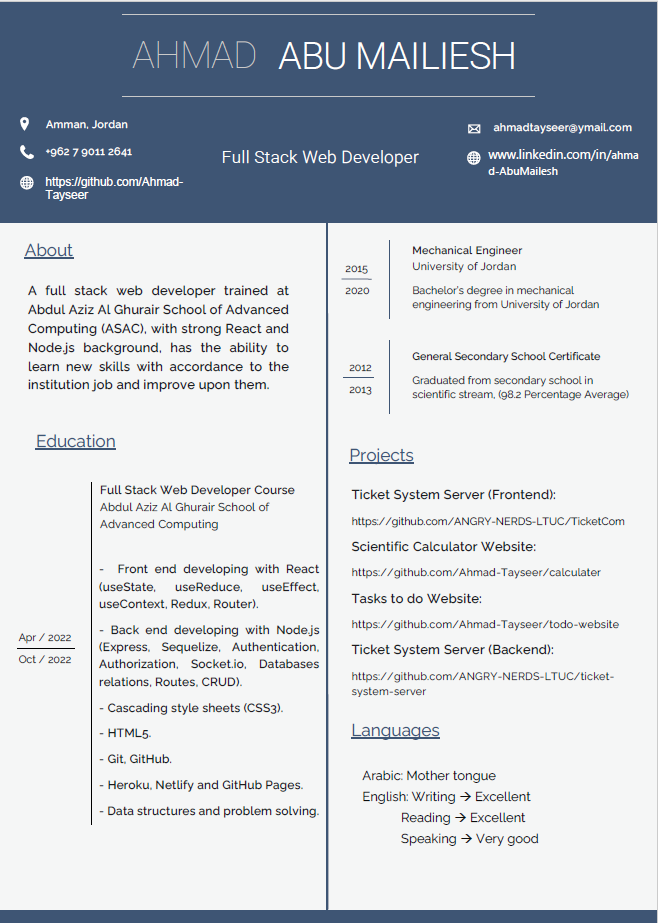 AHMAD ABU MAILIESH
Amman, Jordan
+962 7 9011 2641
https://github.com/Ahmad-
Tayseer
Full Stack Web Developer
ahmadtayseer@ymail.com
www.linkedin.com/in/ahma
d-AbuMailesh
About
A full stack web developer trained at
Abdul Aziz Al Ghurair School of Advanced
Computing (ASAC), with strong React and
Node.js background, has the ability to
learn new skills with accordance to the
institution job and improve upon them.
Education
Apr / 2022
Oct / 2022
Full Stack Web Developer Course
Abdul Aziz Al Ghurair School of
Advanced Computing
- Front end developing with React
(useState, useReduce, useEffect,
useContext, Redux, Router).
- Back end developing with Node.js
(Express, Sequelize, Authentication,
Authorization, Socket.io, Databases
relations, Routes, CRUD).
- Cascading style sheets (CSS3).
- HTML5.
- Git, GitHub.
- Heroku, Netlify and GitHub Pages.
- Data structures and problem solving.
2015
2020
Mechanical Engineer
University of Jordan
Bachelor's degree in mechanical
engineering from University of Jordan
2012
2013
General Secondary School Certificate
Graduated from secondary school in
scientific stream, (98.2 Percentage Average)
Projects
Ticket System Server (Frontend):
https://github.com/ANGRY-NERDS-LTUC/TicketCom
Scientific Calculator Website:
https://github.com/Ahmad-Tayseer/calculater
Tasks to do Website:
https://github.com/Ahmad-Tayseer/todo-website
Ticket System Server (Backend):
https://github.com/ANGRY-NERDS-LTUC/ticket-
system-server
Languages
Arabic: Mother tongue
English: Writing → Excellent
Reading → Excellent
Speaking → Very good